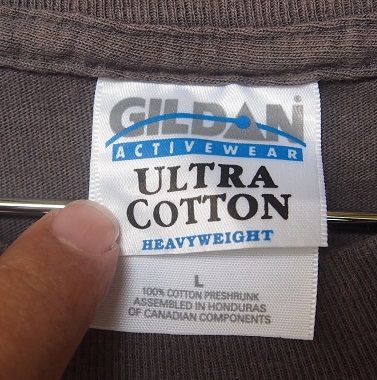 GILDAN®
ACTIVEWEAR
ULTRA
COTTON
HEAVYWEIGHT
L
100% COTTON PRESHRUNK
ASSEMBLED IN HONDURAS
OF CANADIAN COMPONENTS